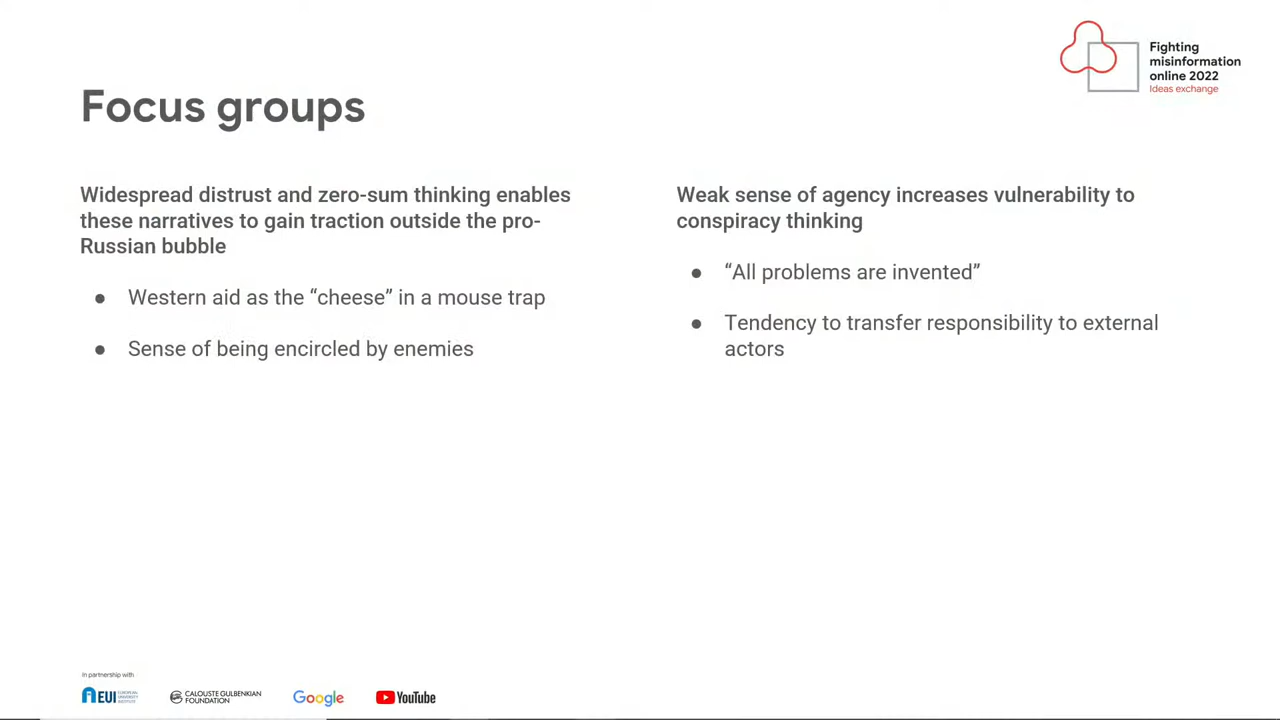 Fighting
misinformation
online 2022
Ideas exchange
Focus groups
Widespread distrust and zero-sum thinking enables
these narratives to gain traction outside the pro-
Russian bubble
● Western aid as the “cheese” in a mouse trap
● Sense of being encircled by enemies
Weak sense of agency increases vulnerability to
conspiracy thinking
● “All problems are invented”
● Tendency to transfer responsibility to external
actors
In partnership with
EUI
EUROPEAN
UNIVERSITY
INSTITUTE
CALOUSTE GULBENKIAN
FOUNDATION
Google
YouTube